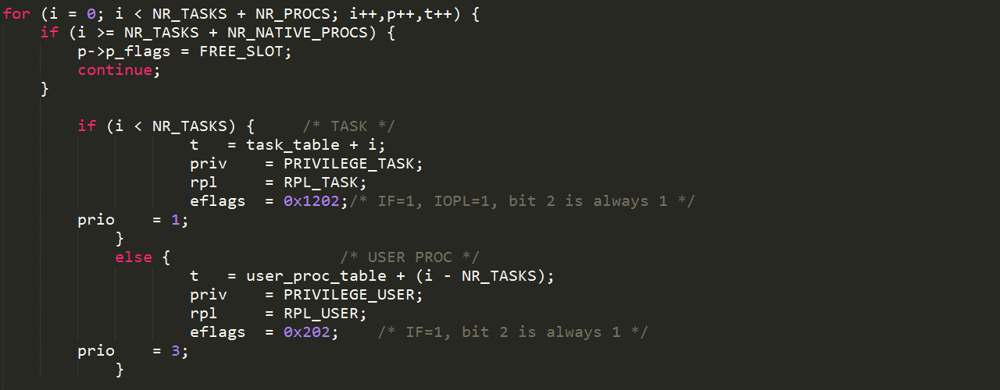 for (i = 0; i < NR_TASKS + NR_PROCS; i++,p++,t++) {
    if (i >= NR_TASKS + NR_NATIVE_PROCS) {
        p->p_flags = FREE_SLOT;
        continue;
    }

        if (i < NR_TASKS) {     /* TASK */
                    t   = task_table + i;
                    priv    = PRIVILEGE_TASK;
                    rpl     = RPL_TASK;
                    eflags  = 0x1202;/* IF=1, IOPL=1, bit 2 is always 1 */
        prio    = 1;
            }
            else {                  /* USER PROC */
                    t   = user_proc_table + (i - NR_TASKS);
                    priv    = PRIVILEGE_USER;
                    rpl     = RPL_USER;
                    eflags  = 0x202;    /* IF=1, bit 2 is always 1 */
        prio    = 3;
            }